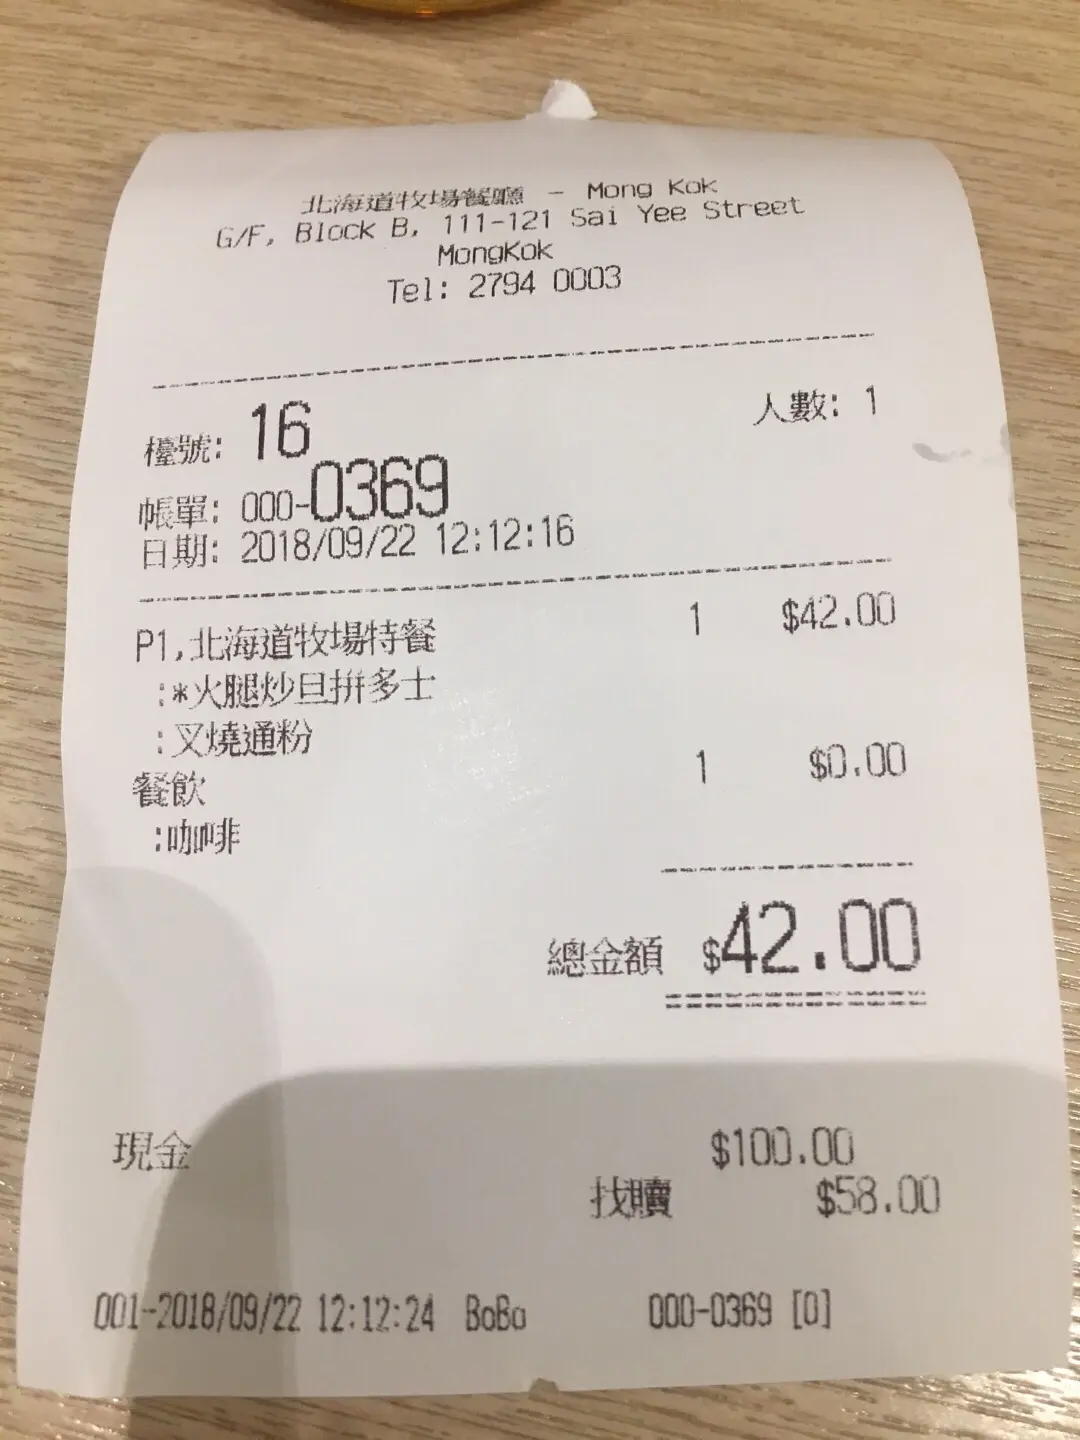 北海道牧場餐廳 - Mong Kok
G/F, Block B, 111-121 Sai Yee Street
MongKok
Tel: 2794 0003
人數: 1
檯號: 16
帳單: 000-0369
日期: 2018/09/22 12:12:16
P1,北海道牧場特餐 1 $42.00
:*火腿炒旦拼多士
:叉燒通粉
餐飲 1 $0.00
:咖啡
總金額 $42.00
現金 $100.00
找贖 $58.00
001-2018/09/22 12:12:24 BoBo 000-0369 [0]